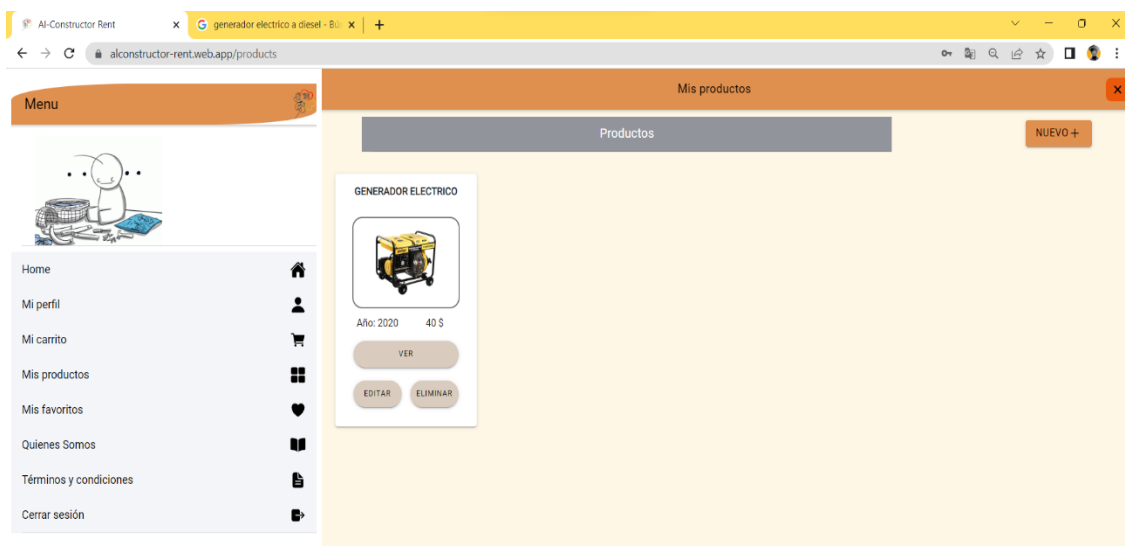 Al-Constructor Rent
generador electrico a diesel - Bú
alconstructor-rent.web.app/products
Menu
Mis productos
Productos
NUEVO +
GENERADOR ELECTRICO
Año: 2020 40 $
VER
EDITAR ELIMINAR
Home
Mi perfil
Mi carrito
Mis productos
Mis favoritos
Quienes Somos
Términos y condiciones
Cerrar sesión